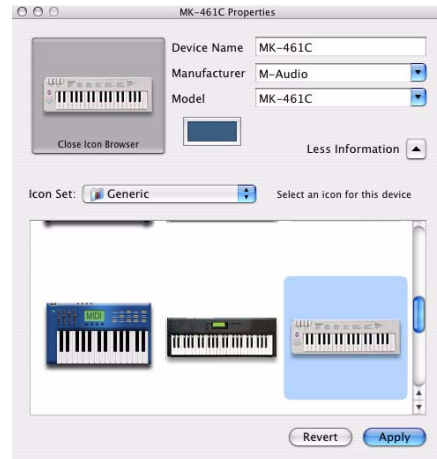 MK-461C Properties
Device Name MK-461C
Manufacturer M-Audio
Model MK-461C
Close Icon Browser
Less Information
Icon Set: Generic Select an icon for this device
MIDI
Revert Apply